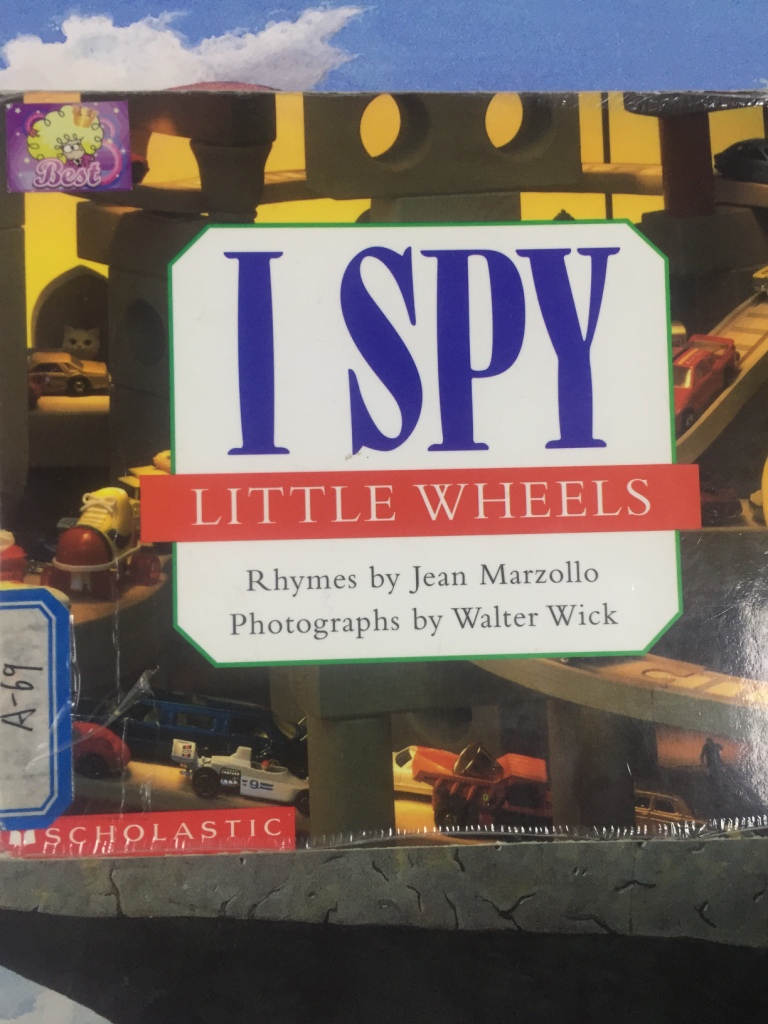 Best
I SPY
LITTLE WHEELS
Rhymes by Jean Marzollo
Photographs by Walter Wick
A-69
SCHOLASTIC